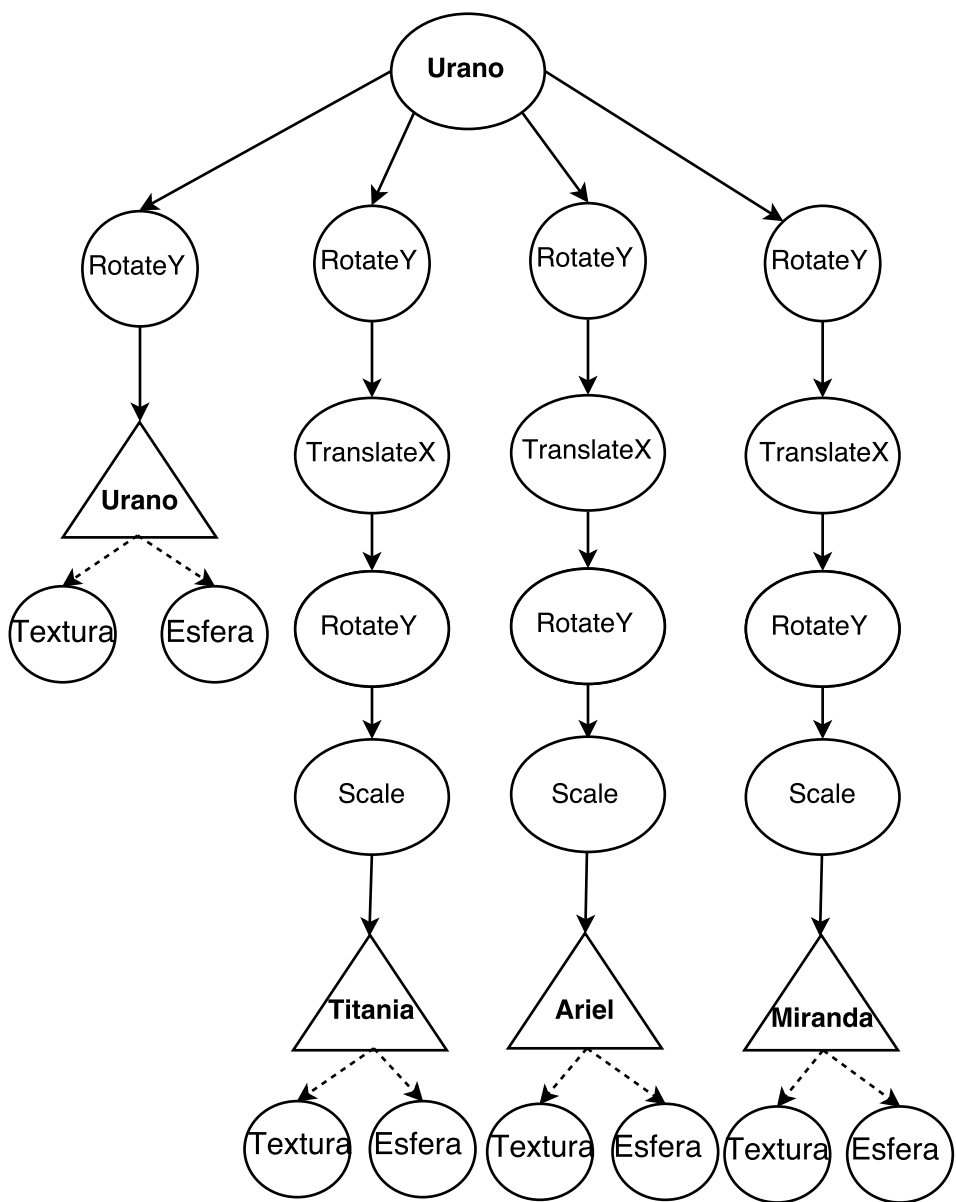 Urano
RotateY
RotateY
RotateY
RotateY
TranslateX
TranslateX
TranslateX
Urano
Textura
Esfera
RotateY
RotateY
RotateY
Scale
Scale
Scale
Titania
Ariel
Miranda
Textura
Esfera
Textura
Esfera
Textura
Esfera